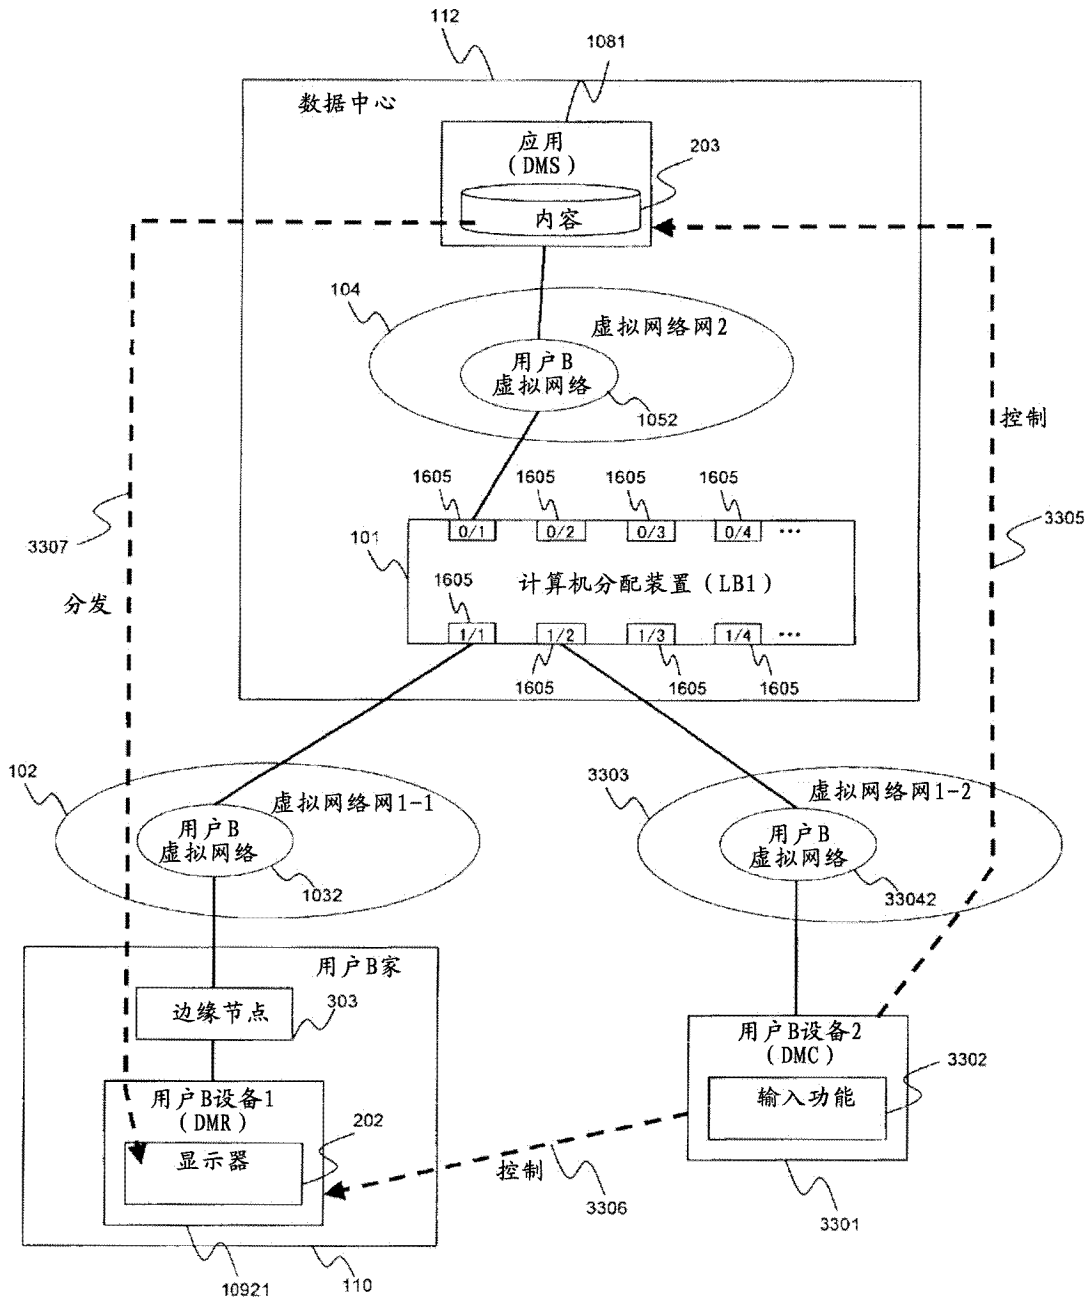 112
1081
数据中心
应用
(DMS)
203
内容
104
虚拟网络网2
用户B
虚拟网络
1052
控制
1605
1605
1605
1605
0/1
0/2
0/3
0/4
...
101
3307
3305
计算机分配装置(LB1)
1605
分发
1/1
1/2
1/3
1/4
...
1605
1605
1605
102
虚拟网络网1-1
用户B
虚拟网络
1032
3303
虚拟网络网1-2
用户B
虚拟网络
33042
用户B家
边缘节点
303
用户B设备2
(DMC)
3302
输入功能
用户B设备1
(DMR)
202
显示器
控制
3306
3301
10921
110